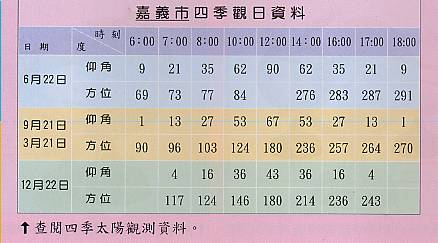 嘉義市四季觀日資料
日期 度 時刻 6:00 7:00 8:00 10:00 12:00 14:00 16:00 17:00 18:00
6月22日 仰角 9 21 35 62 90 62 35 21 9
方位 69 73 77 84 276 283 287 291
9月21日 3月21日 仰角 1 13 27 53 67 53 27 13 1
方位 90 96 103 124 180 236 257 264 270
12月22日 仰角 4 16 36 43 36 16 4
方位 117 124 146 180 214 236 243
↑查閱四季太陽觀測資料。